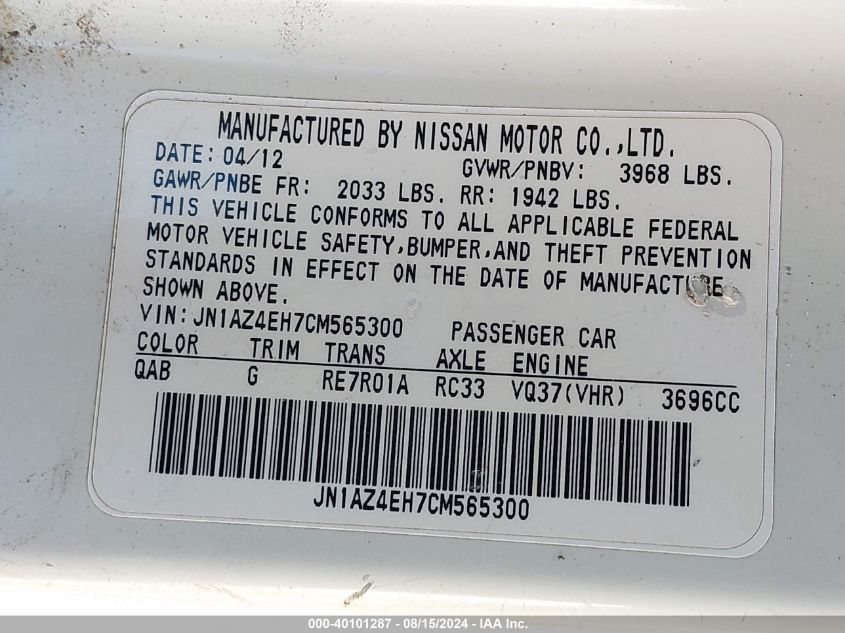 MANUFACTURED BY NISSAN MOTOR CO.,LTD.
DATE: 04/12 GVWR/PNBV: 3968 LBS.
GAWR/PNBE FR: 2033 LBS. RR: 1942 LBS.
THIS VEHICLE CONFORMS TO ALL APPLICABLE FEDERAL
MOTOR VEHICLE SAFETY,BUMPER,AND THEFT PREVENTION
STANDARDS IN EFFECT ON THE DATE OF MANUFACTURE
SHOWN ABOVE.
VIN: JN1AZ4EH7CM565300 PASSENGER CAR
COLOR TRIM TRANS AXLE ENGINE
QAB G RE7R01A RC33 VQ37(VHR) 3696CC
JN1AZ4EH7CM565300
000-40101287 - 08/15/2024 - IAA Inc.